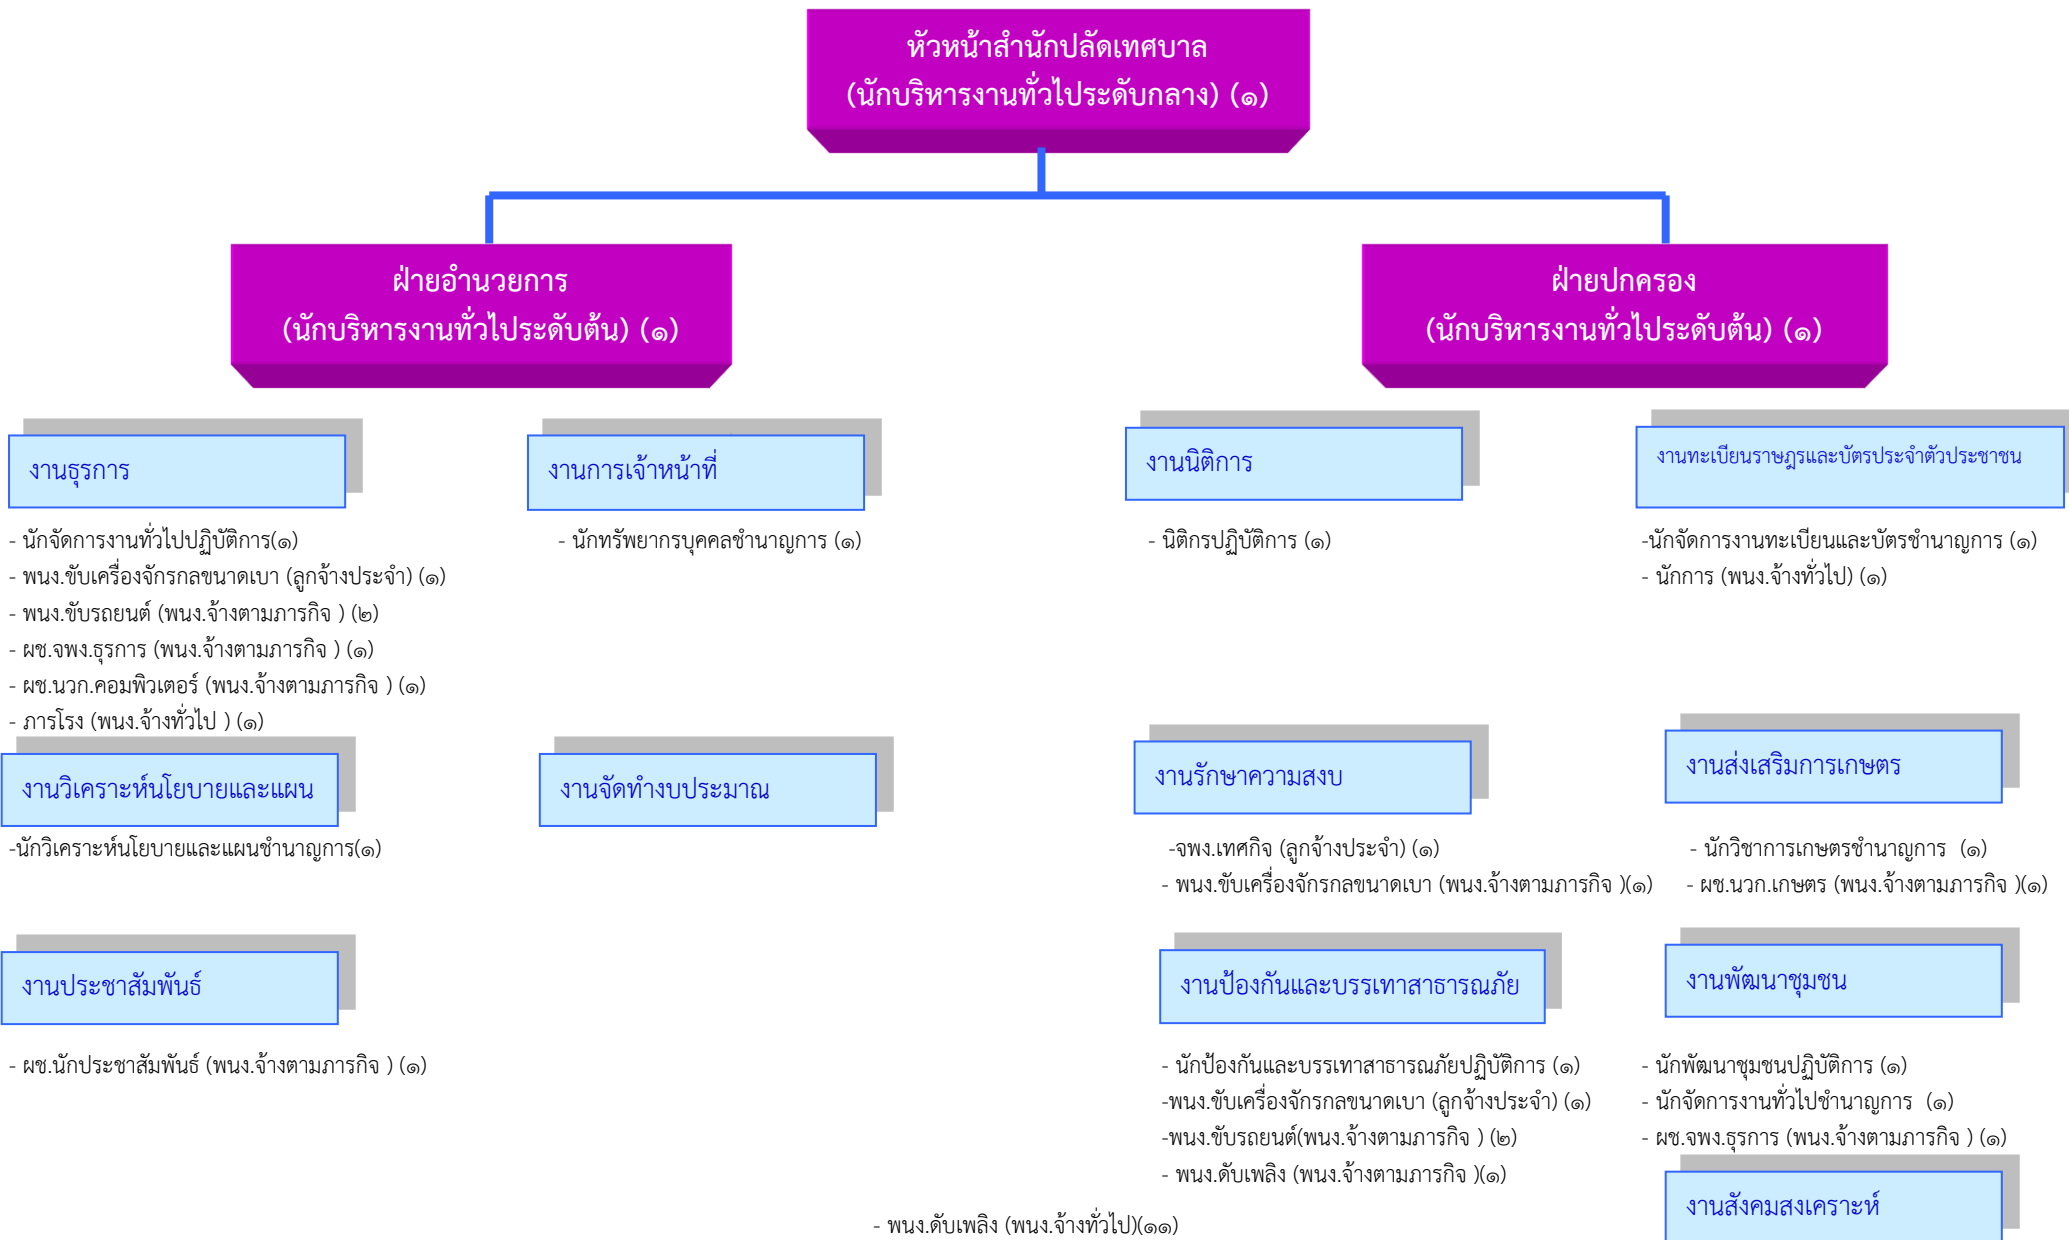 หัวหน้าสำนักปลัดเทศบาล
(นักบริหารงานทั่วไประดับกลาง) (๑)
ฝ่ายอำนวยการ
(นักบริหารงานทั่วไประดับต้น) (๑)
ฝ่ายปกครอง
(นักบริหารงานทั่วไประดับต้น) (๑)
งานธุรการ
- นักจัดการงานทั่วไปปฏิบัติการ(๑)
- พนง.ขับเครื่องจักรกลขนาดเบา (ลูกจ้างประจำ) (๑)
- พนง.ขับรถยนต์ (พนง.จ้างตามภารกิจ ) (๒)
- ผช.จพง.ธุรการ (พนง.จ้างตามภารกิจ ) (๑)
- ผช.นวก.คอมพิวเตอร์ (พนง.จ้างตามภารกิจ ) (๑)
- ภารโรง (พนง.จ้างทั่วไป ) (๑)
งานการเจ้าหน้าที่
- นักทรัพยากรบุคคลชำนาญการ (๑)
งานนิติการ
- นิติกรปฏิบัติการ (๑)
งานทะเบียนราษฎรและบัตรประจำตัวประชาชน
-นักจัดการงานทะเบียนและบัตรชำนาญการ (๑)
- นักการ (พนง.จ้างทั่วไป) (๑)
งานวิเคราะห์นโยบายและแผน
-นักวิเคราะห์นโยบายและแผนชำนาญการ(๑)
งานจัดทำงบประมาณ
งานรักษาความสงบ
-จพง.เทศกิจ (ลูกจ้างประจำ) (๑)
- พนง.ขับเครื่องจักรกลขนาดเบา (พนง.จ้างตามภารกิจ )(๑)
งานส่งเสริมการเกษตร
- นักวิชาการเกษตรชำนาญการ (๑)
- ผช.นวก.เกษตร (พนง.จ้างตามภารกิจ )(๑)
งานประชาสัมพันธ์
- ผช.นักประชาสัมพันธ์ (พนง.จ้างตามภารกิจ ) (๑)
งานป้องกันและบรรเทาสาธารณภัย
- นักป้องกันและบรรเทาสาธารณภัยปฏิบัติการ (๑)
-พนง.ขับเครื่องจักรกลขนาดเบา (ลูกจ้างประจำ) (๑)
-พนง.ขับรถยนต์(พนง.จ้างตามภารกิจ ) (๒)
- พนง.ดับเพลิง (พนง.จ้างตามภารกิจ )(๑)
- พนง.ดับเพลิง (พนง.จ้างทั่วไป)(๑๑)
งานพัฒนาชุมชน
- นักพัฒนาชุมชนปฏิบัติการ (๑)
- นักจัดการงานทั่วไปชำนาญการ (๑)
- ผช.จพง.ธุรการ (พนง.จ้างตามภารกิจ ) (๑)
งานสังคมสงเคราะห์